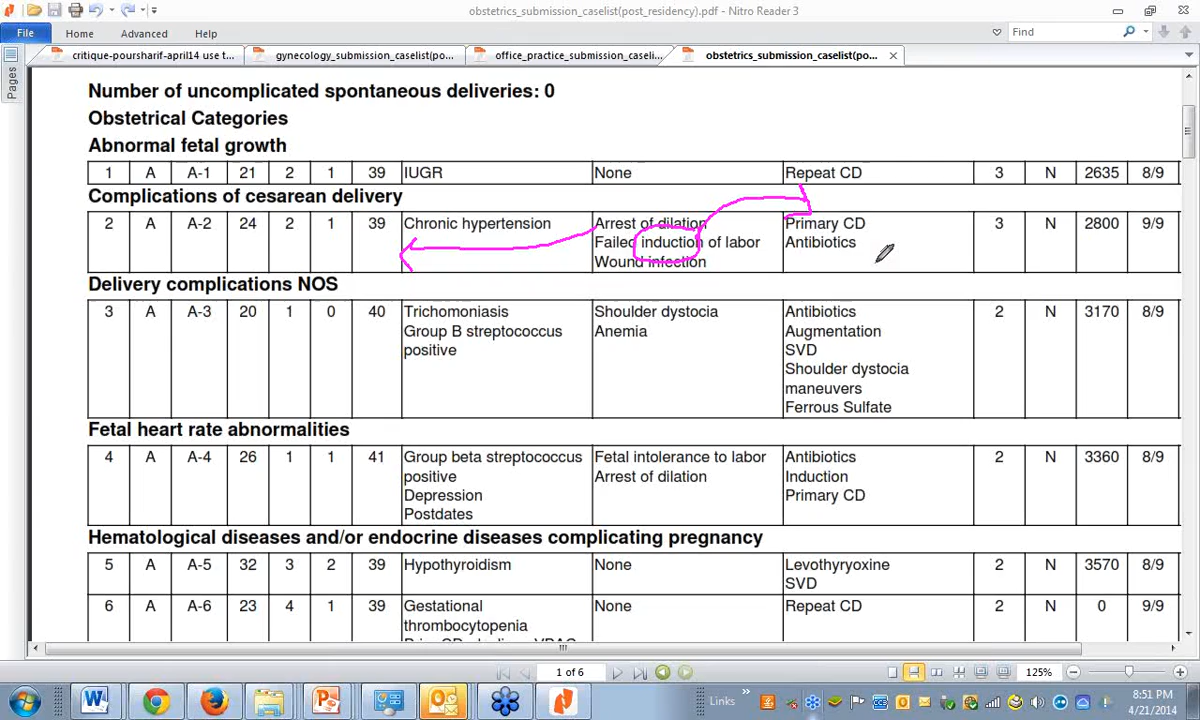 obstetrics_submission_caselist(post_residency).pdf - Nitro Reader 3
File Home Advanced Help Find
critique-poursharif-april14 use t... gynecology_submission_caselist(po... office_practice_submission_caseli... obstetrics_submission_caselist(po...
Pages
Number of uncomplicated spontaneous deliveries: 0
Obstetrical Categories
Abnormal fetal growth
1 A A-1 21 2 1 39 IUGR None Repeat CD 3 N 2635 8/9
Complications of cesarean delivery
2 A A-2 24 2 1 39 Chronic hypertension Arrest of dilation Primary CD 3 N 2800 9/9
Failed induction of labor Antibiotics
Wound infection
Delivery complications NOS
3 A A-3 20 1 0 40 Trichomoniasis Shoulder dystocia Antibiotics 2 N 3170 8/9
Group B streptococcus Anemia Augmentation
positive SVD
Shoulder dystocia
maneuvers
Ferrous Sulfate
Fetal heart rate abnormalities
4 A A-4 26 1 1 41 Group beta streptococcus Fetal intolerance to labor Antibiotics 2 N 3360 8/9
positive Arrest of dilation Induction
Depression Primary CD
Postdates
Hematological diseases and/or endocrine diseases complicating pregnancy
5 A A-5 32 3 2 39 Hypothyroidism None Levothyryoxine 2 N 3570 8/9
SVD
6 A A-6 23 4 1 39 Gestational None Repeat CD 2 N 0 9/9
thrombocytopenia
1 of 6 125%
Links 8:51 PM
4/21/2014